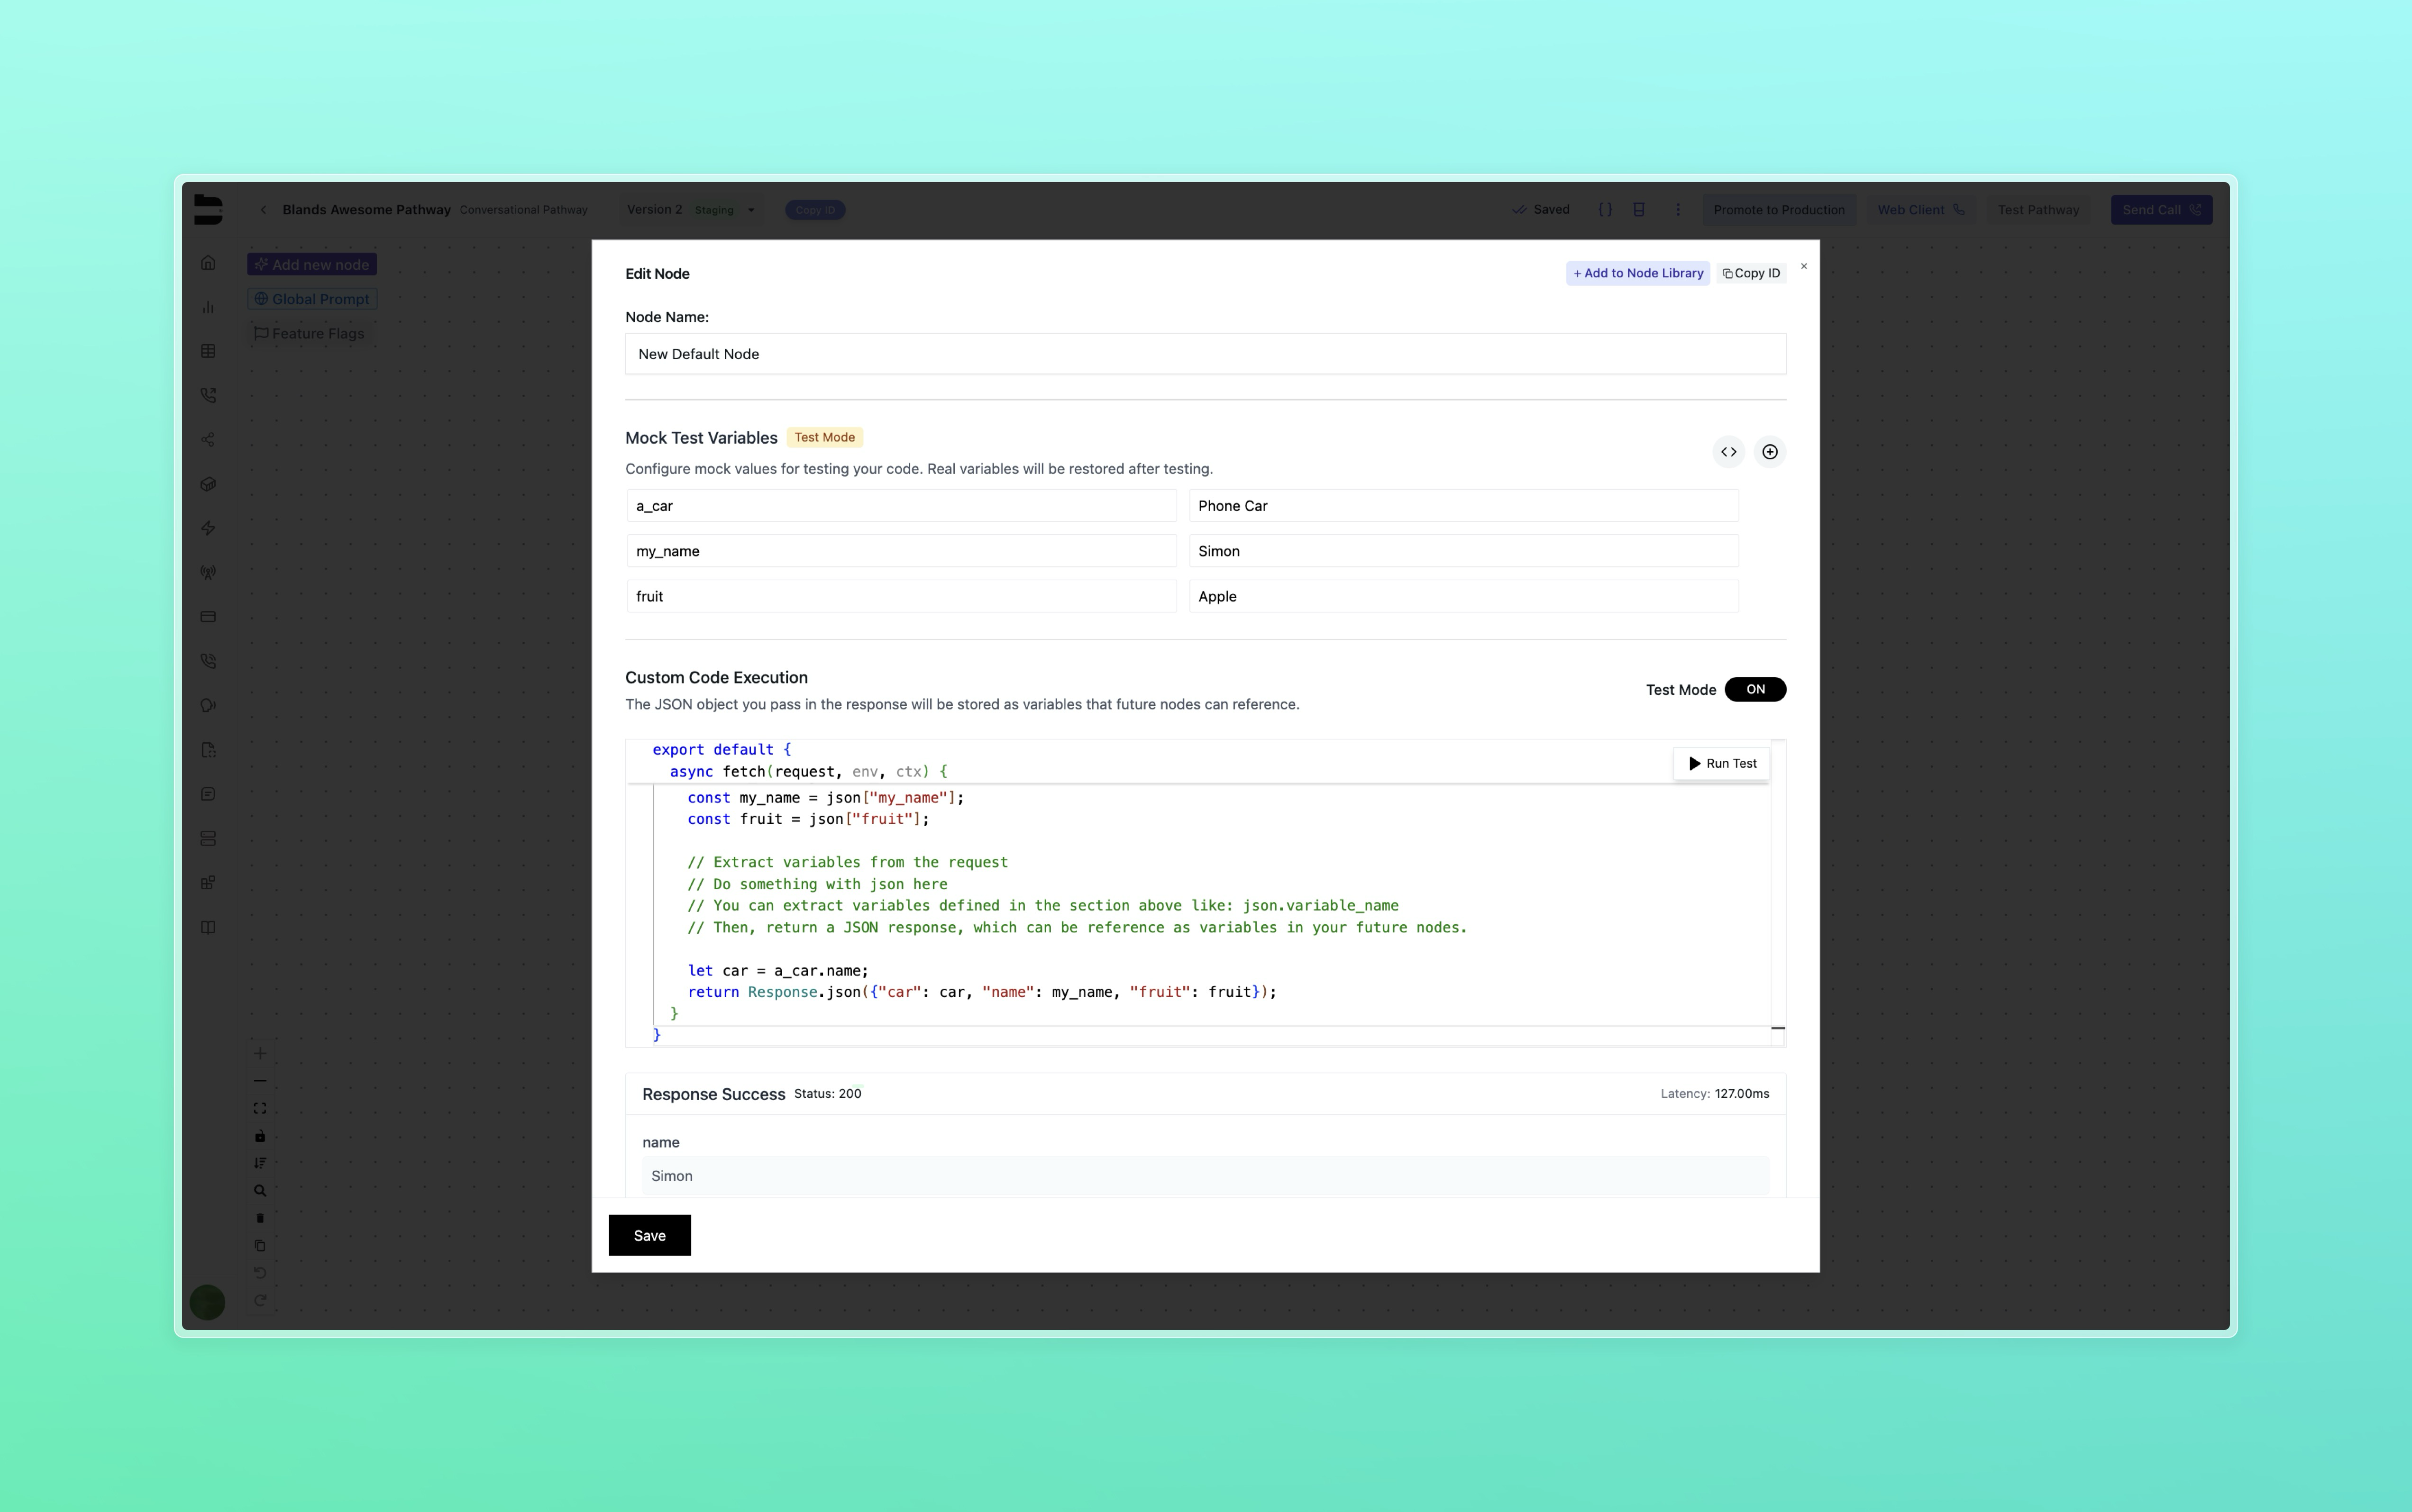 Blands Awesome Pathway Conversational Pathway Version 2 Staging Copy ID Saved Promote to Production Web Client Test Pathway Send Call
Add new node
Global Prompt
Feature Flags
Edit Node + Add to Node Library Copy ID ×
Node Name:
New Default Node
Mock Test Variables Test Mode
Configure mock values for testing your code. Real variables will be restored after testing.
a_car Phone Car
my_name Simon
fruit Apple
Custom Code Execution
Test Mode ON
The JSON object you pass in the response will be stored as variables that future nodes can reference.
export default {
async fetch(request, env, ctx) {
Run Test
const my_name = json["my_name"];
const fruit = json["fruit"];
// Extract variables from the request
// Do something with json here
// You can extract variables defined in the section above like: json.variable_name
// Then, return a JSON response, which can be reference as variables in your future nodes.
let car = a_car.name;
return Response.json({"car": car, "name": my_name, "fruit": fruit});
}
}
Response Success Status: 200 Latency: 127.00ms
name
Simon
Save